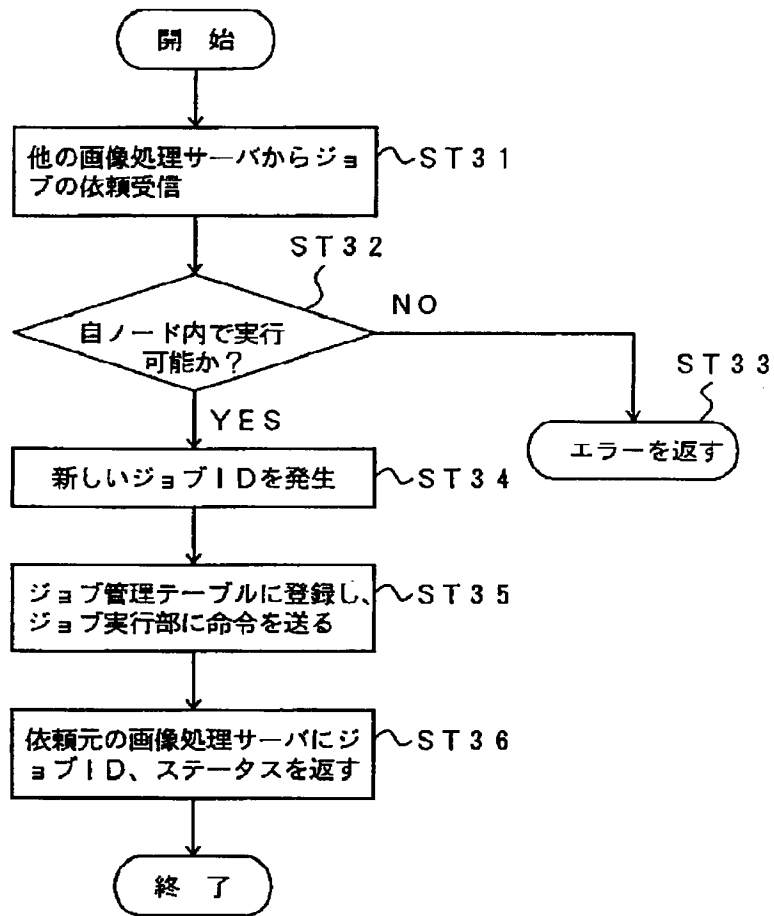 開 始
他の画像処理サーバからジョ
ブの依頼受信
ST31
ST32
自ノード内で実行
可能か？
NO
ST33
エラーを返す
YES
新しいジョブIDを発生
ST34
ジョブ管理テーブルに登録し、
ジョブ実行部に命令を送る
ST35
依頼元の画像処理サーバにジ
ョブID、ステータスを返す
ST36
終 了